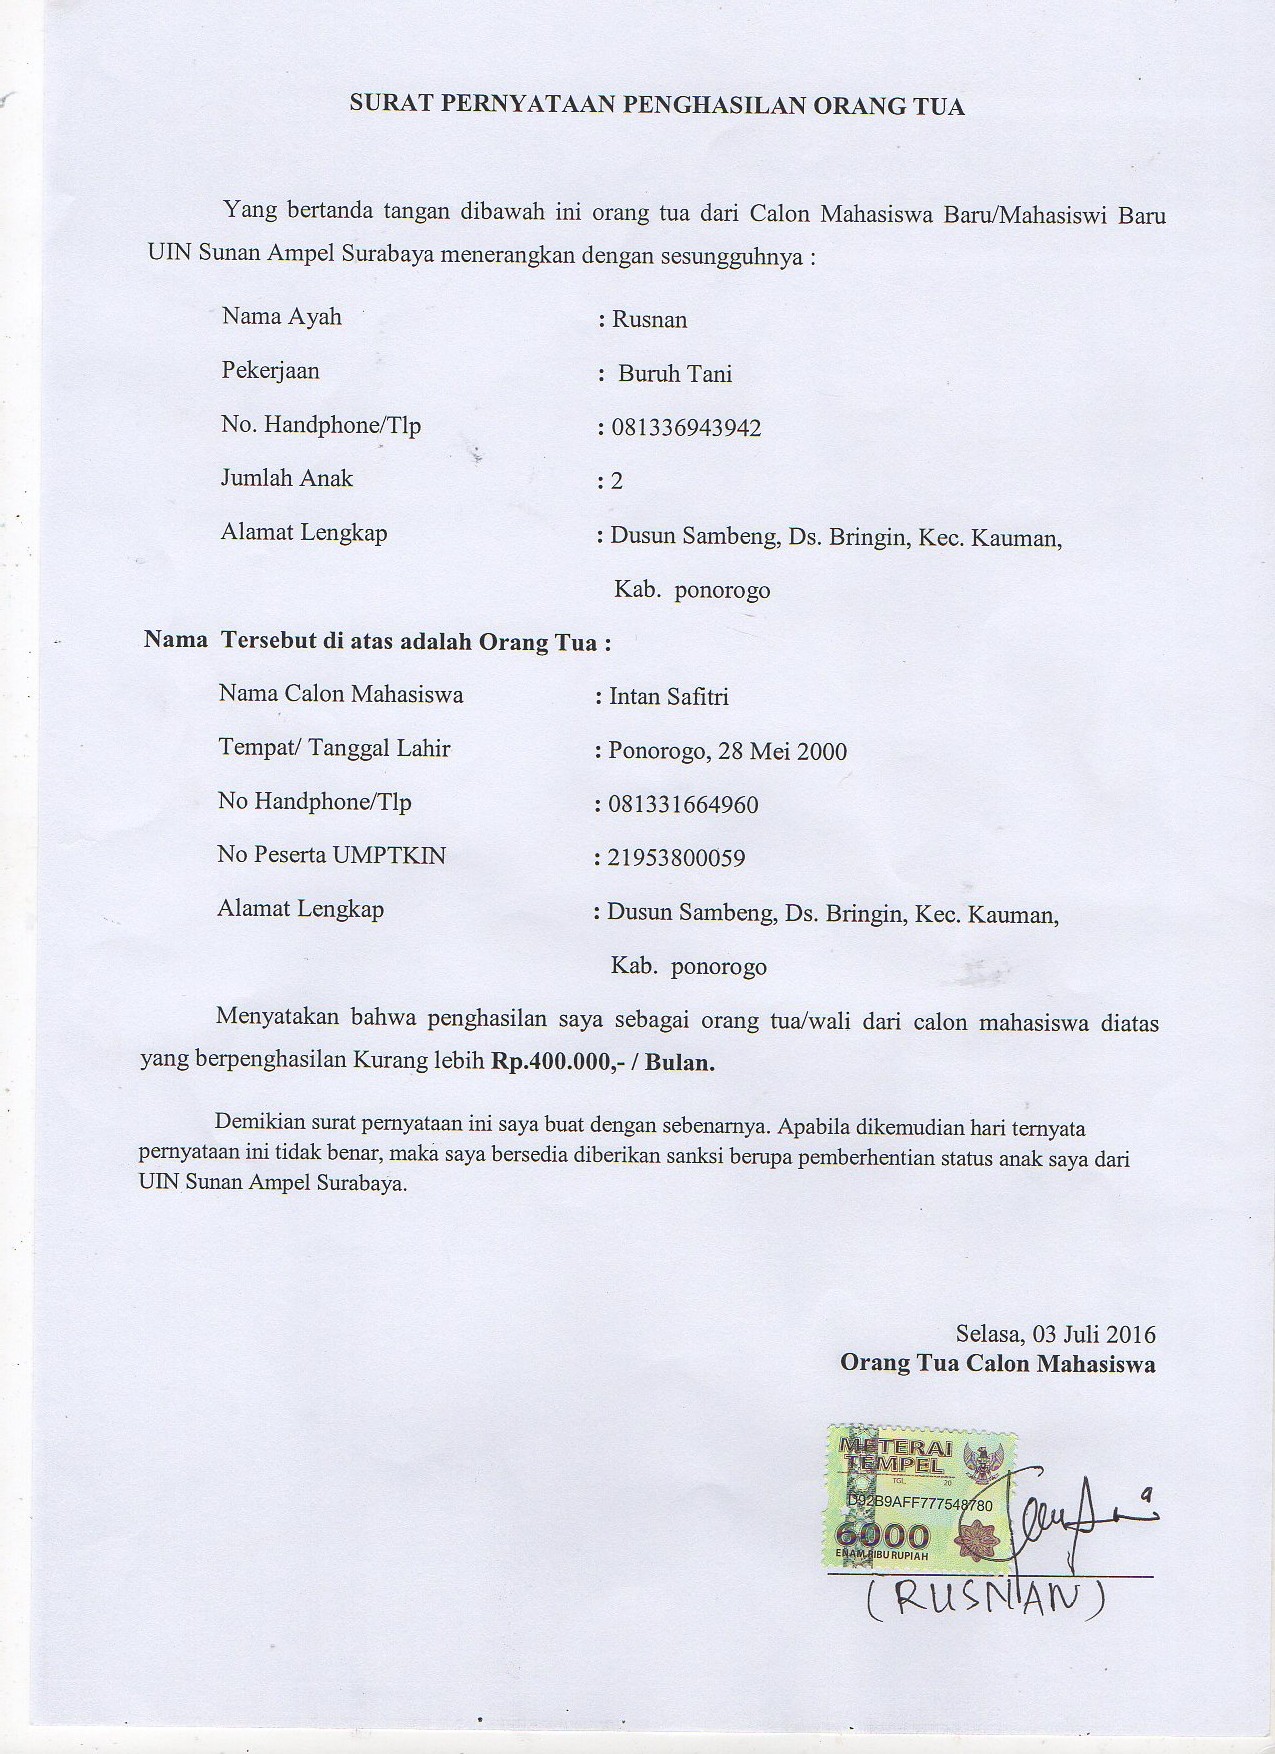 SURAT PERNYATAAN PENGHASILAN ORANG TUA
Yang bertanda tangan dibawah ini orang tua dari Calon Mahasiswa Baru/Mahasiswi Baru
UIN Sunan Ampel Surabaya menerangkan dengan sesungguhnya :
Nama Ayah : Rusnan
Pekerjaan : Buruh Tani
No. Handphone/Tlp : 081336943942
Jumlah Anak : 2
Alamat Lengkap : Dusun Sambeng, Ds. Bringin, Kec. Kauman,
Kab. ponorogo
Nama Tersebut di atas adalah Orang Tua :
Nama Calon Mahasiswa : Intan Safitri
Tempat/ Tanggal Lahir : Ponorogo, 28 Mei 2000
No Handphone/Tlp : 081331664960
No Peserta UMPTKIN : 21953800059
Alamat Lengkap : Dusun Sambeng, Ds. Bringin, Kec. Kauman,
Kab. ponorogo
Menyatakan bahwa penghasilan saya sebagai orang tua/wali dari calon mahasiswa diatas
yang berpenghasilan Kurang lebih Rp.400.000,- / Bulan.
Demikian surat pernyataan ini saya buat dengan sebenarnya. Apabila dikemudian hari ternyata
pernyataan ini tidak benar, maka saya bersedia diberikan sanksi berupa pemberhentian status anak saya dari
UIN Sunan Ampel Surabaya.
Selasa, 03 Juli 2016
Orang Tua Calon Mahasiswa
METERAI
TEMPEL
TGL 20
D92B9AFF777548780
6000
ENAM RIBU RUPIAH
(RUSNAN)